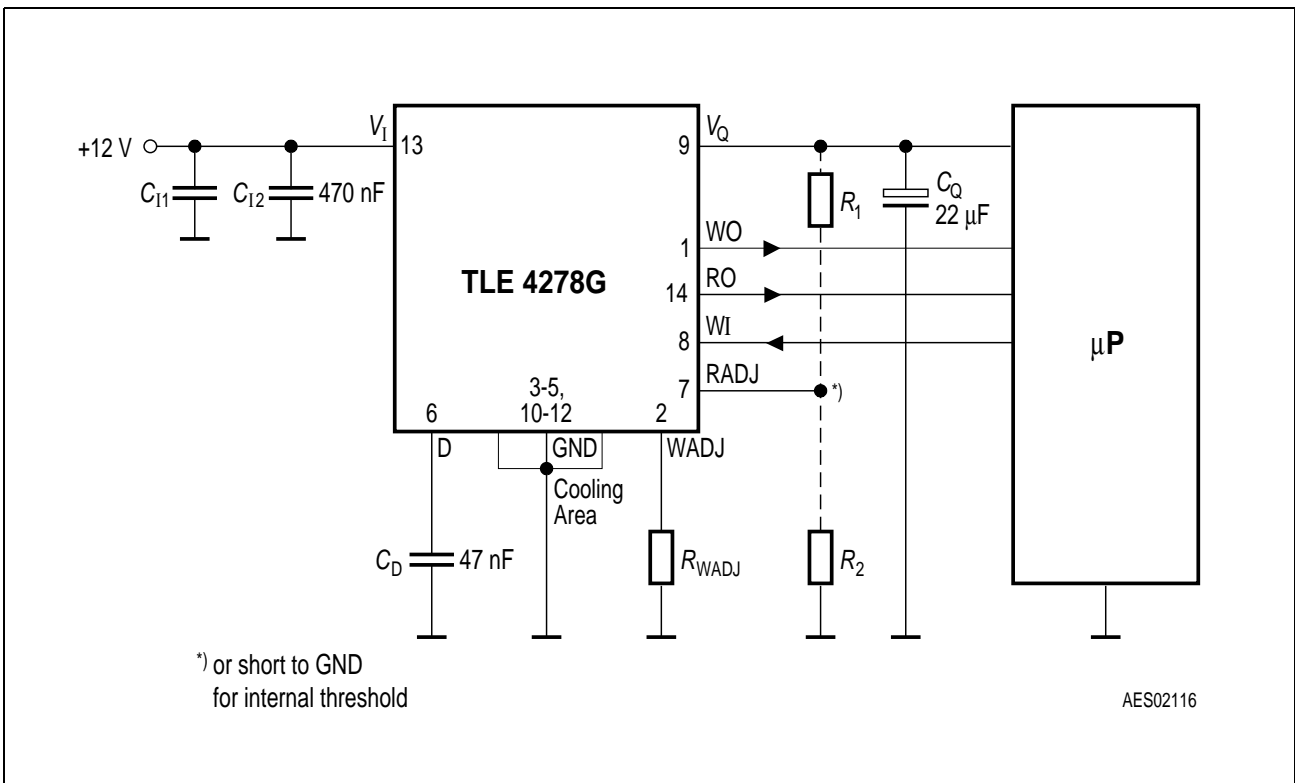 +12 V
C_I1
C_I2
470 nF
V_I
13
9
V_Q
TLE 4278G
1
WO
14
RO
8
WI
7
RADJ
*)
6
3-5,
10-12
2
D
GND
WADJ
Cooling
Area
C_D
47 nF
R_WADJ
R_1
R_2
C_Q
22 μF
μP
*) or short to GND
for internal threshold
AES02116